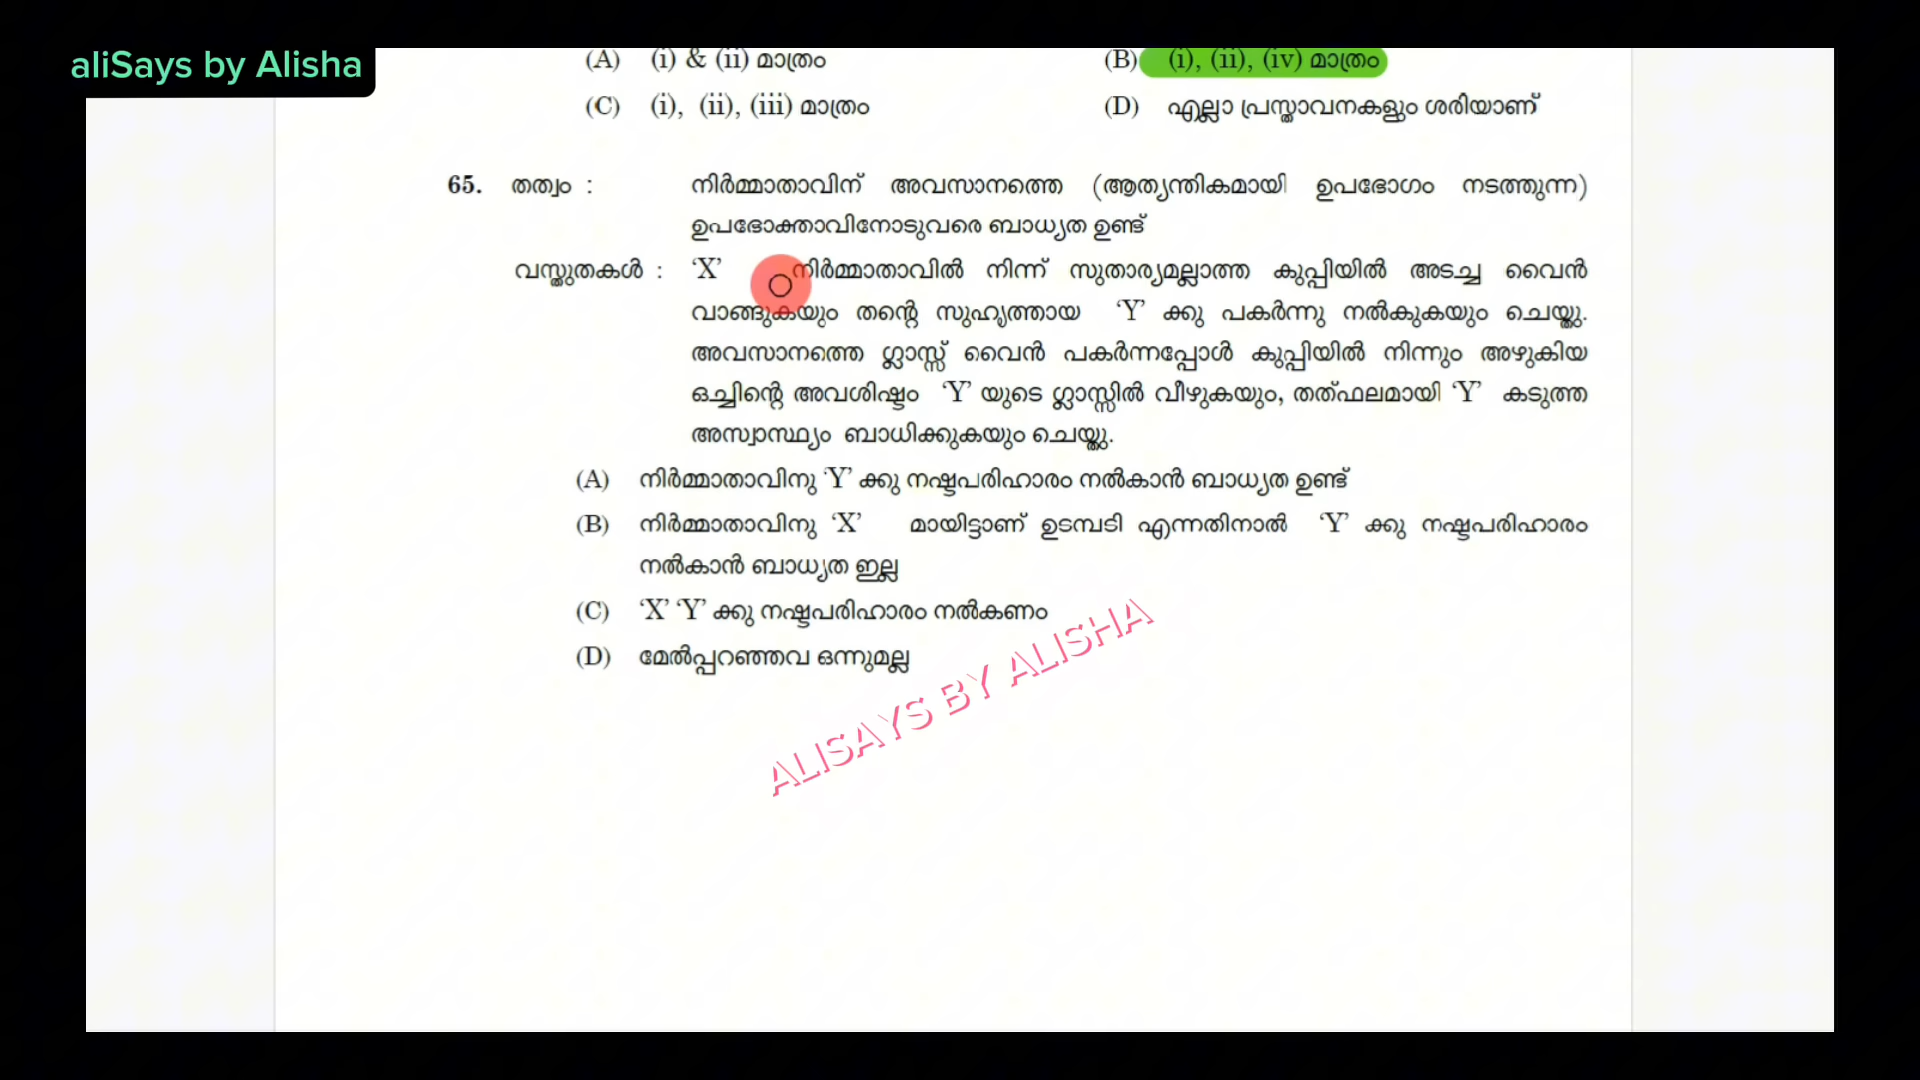 aliSays by Alisha
(A) (i) & (ii) മാത്രം (B) (i), (ii), (iv) മാത്രം
(C) (i), (ii), (iii) മാത്രം (D) എല്ലാ പ്രസ്താവനകളും ശരിയാണ്
65. തത്വം : നിർമ്മാതാവിന് അവസാനത്തെ (ആത്യന്തികമായി ഉപഭോഗം നടത്തുന്ന)
ഉപഭോക്താവിനോടുവരെ ബാധ്യത ഉണ്ട്
വസ്തുതകൾ : ‘X’ നിർമ്മാതാവിൽ നിന്ന് സുതാര്യമല്ലാത്ത കുപ്പിയിൽ അടച്ച വൈൻ
വാങ്ങുകയും തന്റെ സുഹൃത്തായ ‘Y’ ക്കു പകർന്നു നൽകുകയും ചെയ്തു.
അവസാനത്തെ ഗ്ലാസ്സ് വൈൻ പകർന്നപ്പോൾ കുപ്പിയിൽ നിന്നും അഴുകിയ
ഒച്ചിന്റെ അവശിഷ്ടം ‘Y’ യുടെ ഗ്ലാസ്സിൽ വീഴുകയും, തത്ഫലമായി ‘Y’ കടുത്ത
അസ്വാസ്ഥ്യം ബാധിക്കുകയും ചെയ്തു.
(A) നിർമ്മാതാവിനു ‘Y’ ക്കു നഷ്ടപരിഹാരം നൽകാൻ ബാധ്യത ഉണ്ട്
(B) നിർമ്മാതാവിനു ‘X’ മായിട്ടാണ് ഉടമ്പടി എന്നതിനാൽ ‘Y’ ക്കു നഷ്ടപരിഹാരം
നൽകാൻ ബാധ്യത ഇല്ല
(C) ‘X’ ‘Y’ ക്കു നഷ്ടപരിഹാരം നൽകണം
(D) മേൽപ്പറഞ്ഞവ ഒന്നുമല്ല
ALISAYS BY ALISHA